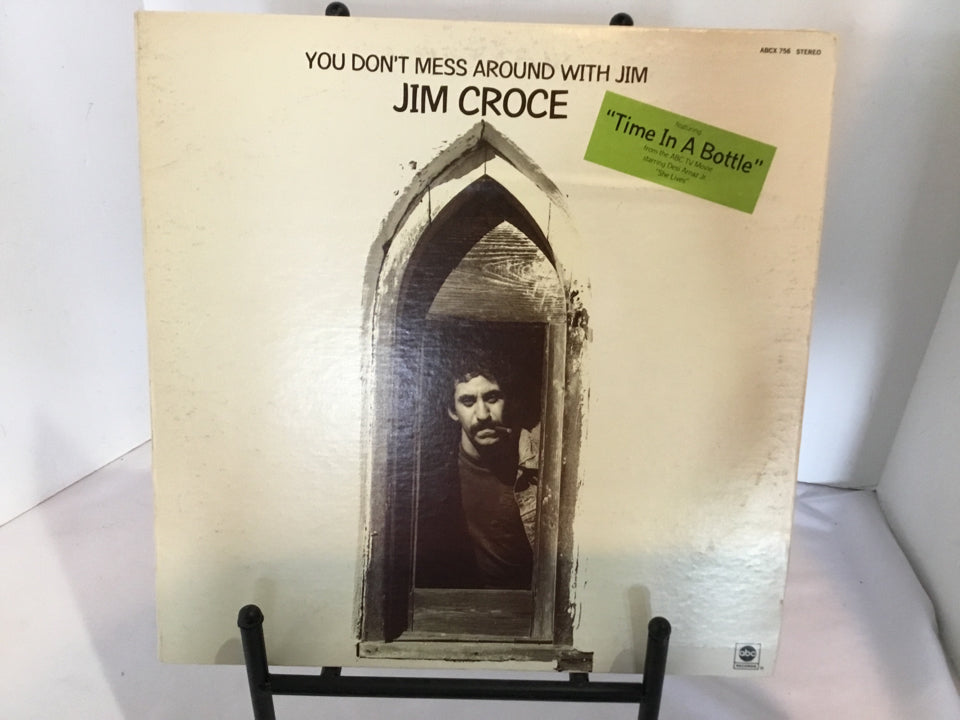 ABCX 756 STEREO
YOU DON'T MESS AROUND WITH JIM
JIM CROCE
featuring
"Time In A Bottle"
from the ABC TV Movie
starring Desi Arnaz Jr.
"She Lives"
abc
RECORDS